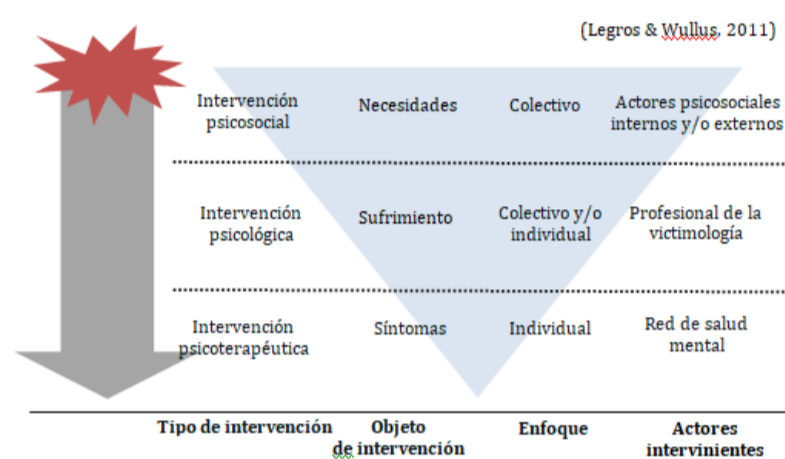 (Legros & Wullus, 2011)
Intervención
psicosocial
Necesidades
Colectivo
Actores psicosociales
internos y/o externos
Intervención
psicológica
Sufrimiento
Colectivo y/o
individual
Profesional de la
victimología
Intervención
psicoterapéutica
Síntomas
Individual
Red de salud
mental
Tipo de intervención
Objeto
de intervención
Enfoque
Actores
intervinientes